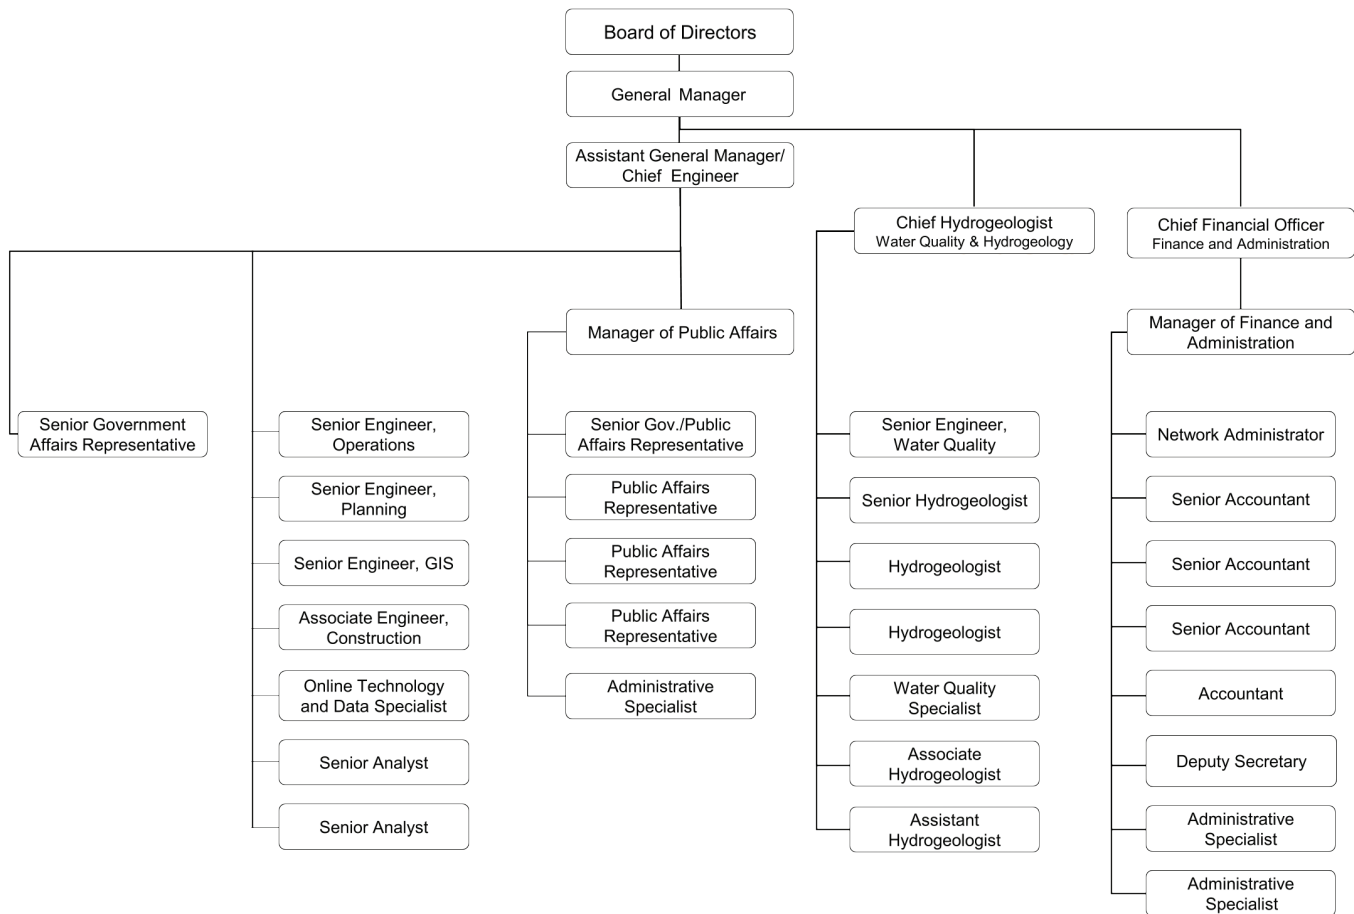 Board of Directors
General Manager
Assistant General Manager/
Chief Engineer
Chief Hydrogeologist
Water Quality & Hydrogeology
Chief Financial Officer
Finance and Administration
Manager of Public Affairs
Manager of Finance and
Administration
Senior Government
Affairs Representative
Senior Engineer,
Operations
Senior Engineer,
Planning
Senior Engineer, GIS
Associate Engineer,
Construction
Online Technology
and Data Specialist
Senior Analyst
Senior Analyst
Senior Gov./Public
Affairs Representative
Public Affairs
Representative
Public Affairs
Representative
Public Affairs
Representative
Administrative
Specialist
Senior Engineer,
Water Quality
Senior Hydrogeologist
Hydrogeologist
Hydrogeologist
Water Quality
Specialist
Associate
Hydrogeologist
Assistant
Hydrogeologist
Network Administrator
Senior Accountant
Senior Accountant
Senior Accountant
Accountant
Deputy Secretary
Administrative
Specialist
Administrative
Specialist